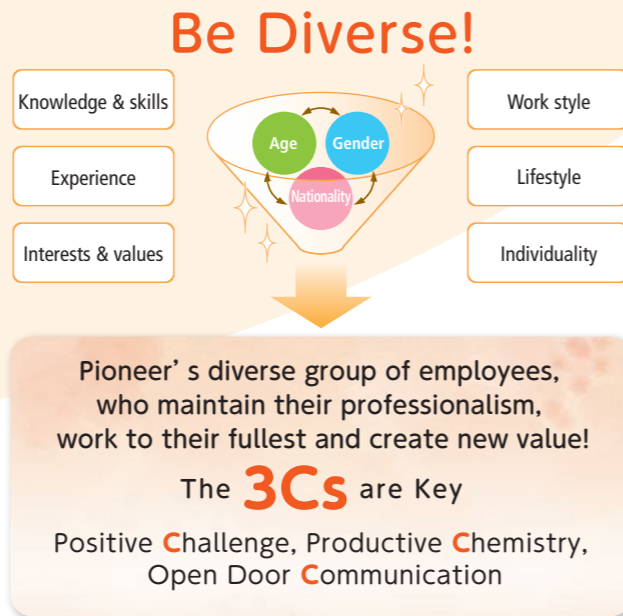 Be Diverse!
Knowledge & skills
Experience
Interests & values
Age
Gender
Nationality
Work style
Lifestyle
Individuality
Pioneer’ s diverse group of employees,
who maintain their professionalism,
work to their fullest and create new value!
The 3Cs are Key
Positive Challenge, Productive Chemistry,
Open Door Communication